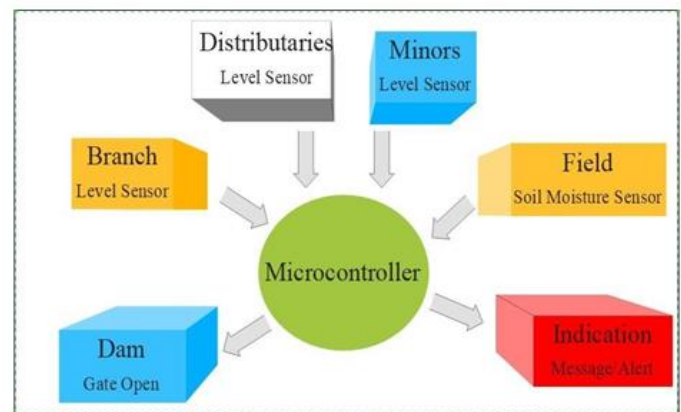 Distributaries
Level Sensor
Minors
Level Sensor
Branch
Level Sensor
Field
Soil Moisture Sensor
Microcontroller
Dam
Gate Open
Indication
Message/Alert